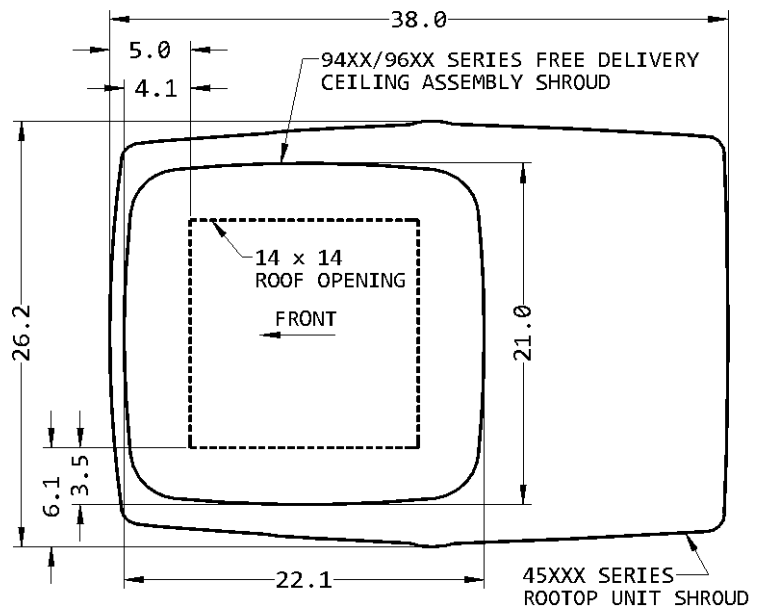 38.0
5.0
94XX/96XX SERIES FREE DELIVERY
CEILING ASSEMBLY SHROUD
4.1
14 x 14
ROOF OPENING
FRONT
26.2
21.0
3.5
6.1
22.1
45XXX SERIES
ROOTOP UNIT SHROUD